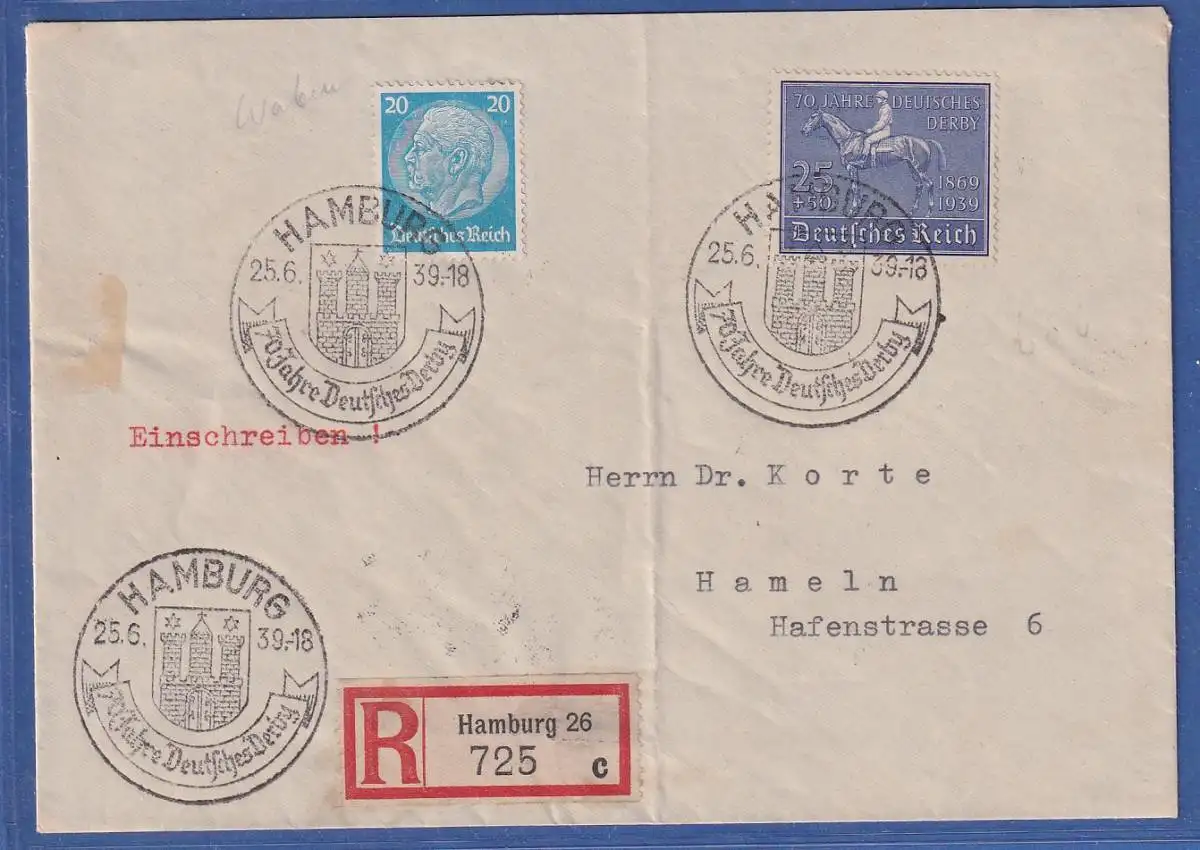 20 20
Deutsches Reich
70 JAHRE DEUTSCHES
DERBY
25
+50
1869
1939
Deutsches Reich
HAMBURG
25.6. 39.-18
70 Jahre Deutsches Derby
HAMBURG
25.6. 39.-18
70 Jahre Deutsches Derby
Einschreiben !
Herrn Dr. Korte
Hameln
Hafenstrasse 6
HAMBURG
25.6. 39.-18
70 Jahre Deutsches Derby
R
Hamburg 26
725 c